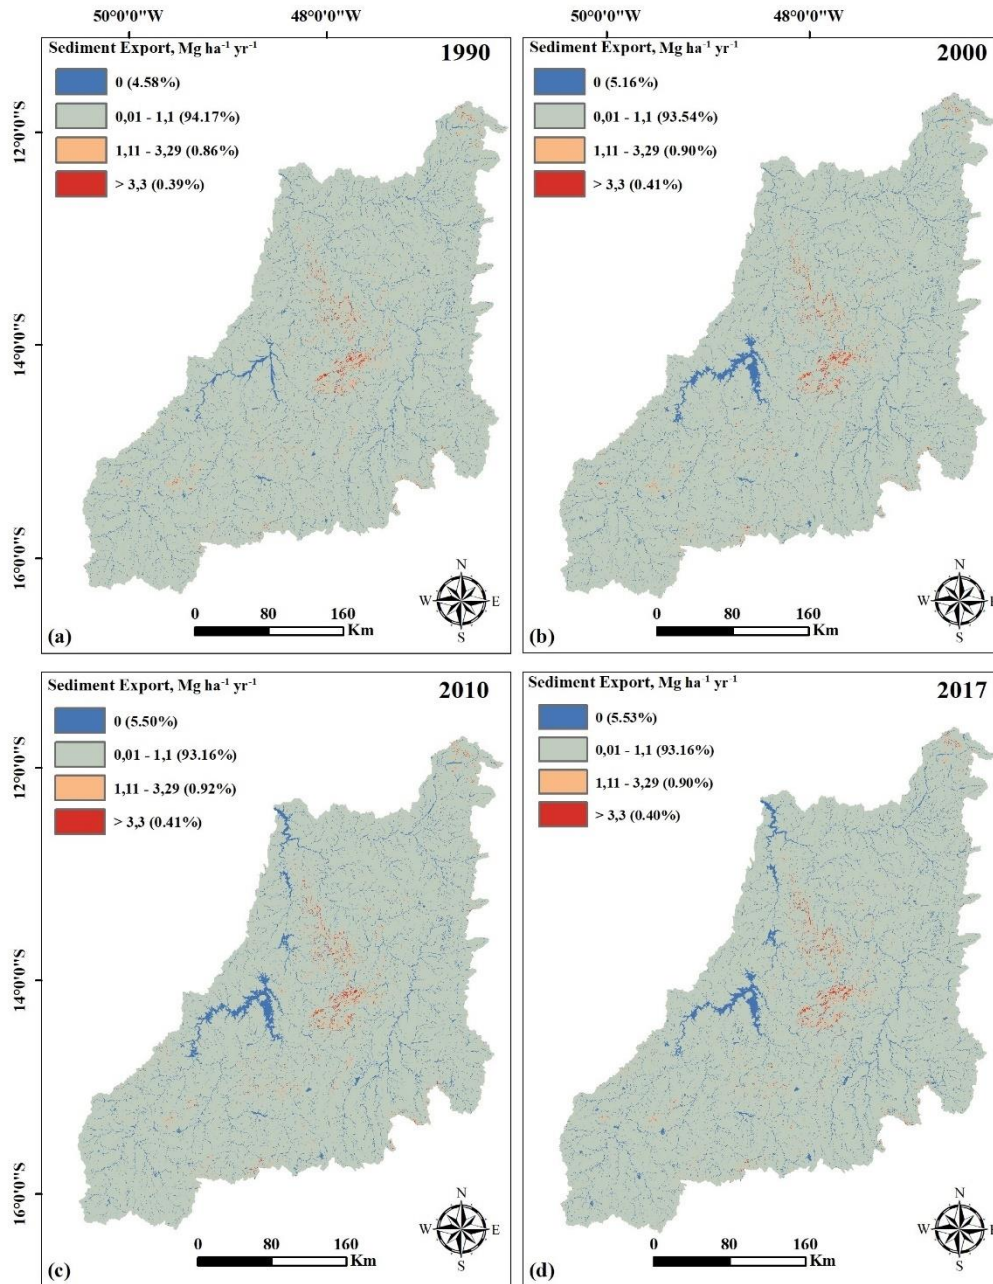 50°0'0"W 48°0'0"W 50°0'0"W 48°0'0"W
Sediment Export, Mg ha⁻¹ yr⁻¹ 1990
0 (4.58%)
0,01 - 1,1 (94.17%)
1,11 - 3,29 (0.86%)
> 3,3 (0.39%)
12°0'0"S
14°0'0"S
16°0'0"S
N
W E
S
0 80 160
Km
(a)
Sediment Export, Mg ha⁻¹ yr⁻¹ 2000
0 (5.16%)
0,01 - 1,1 (93.54%)
1,11 - 3,29 (0.90%)
> 3,3 (0.41%)
N
W E
S
0 80 160
Km
(b)
Sediment Export, Mg ha⁻¹ yr⁻¹ 2010
0 (5.50%)
0,01 - 1,1 (93.16%)
1,11 - 3,29 (0.92%)
> 3,3 (0.41%)
12°0'0"S
14°0'0"S
16°0'0"S
N
W E
S
0 80 160
Km
(c)
Sediment Export, Mg ha⁻¹ yr⁻¹ 2017
0 (5.53%)
0,01 - 1,1 (93.16%)
1,11 - 3,29 (0.90%)
> 3,3 (0.40%)
N
W E
S
0 80 160
Km
(d)